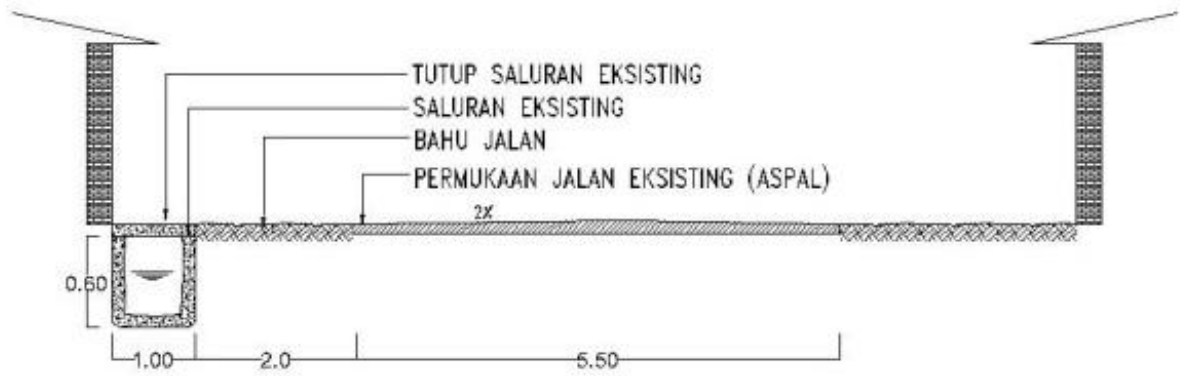 TUTUP SALURAN EKSISTING
SALURAN EKSISTING
BAHU JALAN
PERMUKAAN JALAN EKSISTING (ASPAL)
2%
0.60
1.00
2.0
5.50